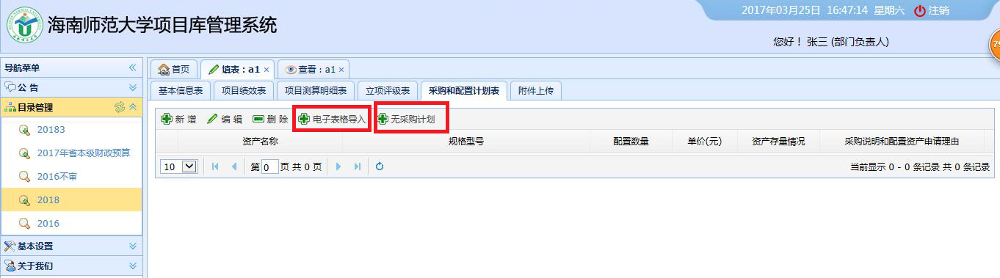 2017年03月25日 16:47:14 星期六 注销
海南师范大学项目库管理系统
您好！ 张三 (部门负责人)
导航菜单
首页 填表：a1 × 查看：a1 ×
公 告
基本信息表 项目绩效表 项目测算明细表 立项评级表 采购和配置计划表 附件上传
目录管理
新 增 编 辑 删 除 电子表格导入 无采购计划
20183
资产名称 规格型号 配置数量 单价(元) 资产存量情况 采购说明和配置资产申请理由
2017年省本级财政预算
10 第 0 页 共 0 页 当前显示 0 - 0 条记录 共 0 条记录
2016不审
2018
2016
基本设置
关于我们